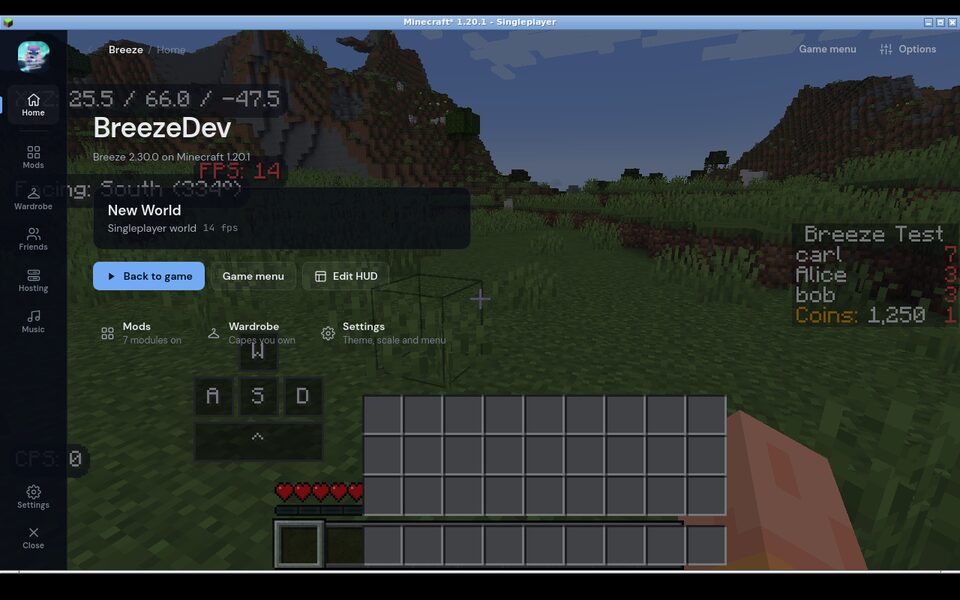 Minecraft* 1.20.1 - Singleplayer
Breeze / Home
Game menu
Options
25.5 / 66.0 / -47.5
Home
BreezeDev
Breeze 2.30.0 on Minecraft 1.20.1
FPS: 14
Mods
Facing: South (334°)
Wardrobe
New World
Singleplayer world 14 fps
Friends
Breeze Test
carl 7
Alice 3
bob 3
Coins: 1,250 1
Hosting
Back to game
Game menu
Edit HUD
Music
Mods
7 modules on
Wardrobe
Capes you own
Settings
Theme, scale and menu
W
A S D
^
CPS: 0
Settings
Close